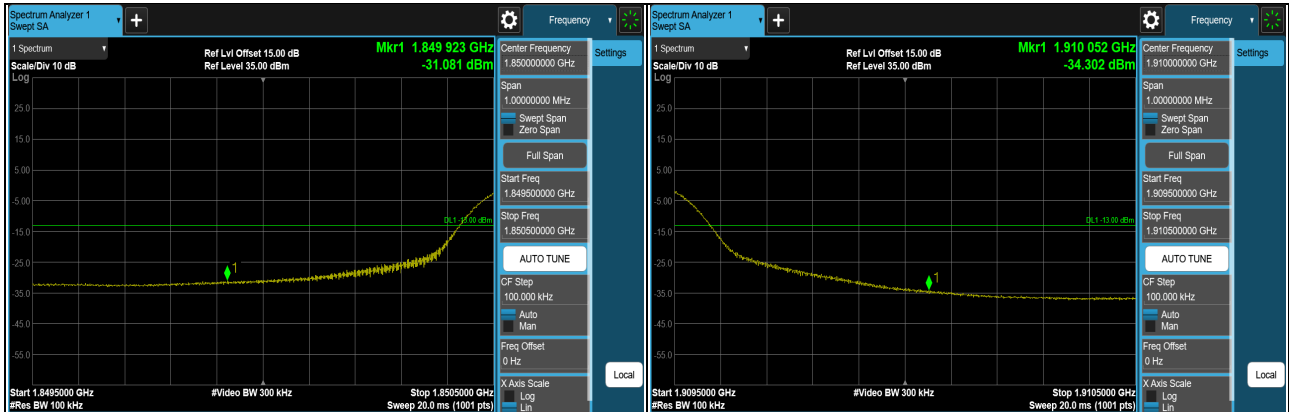 Spectrum Analyzer 1
Swept SA
Frequency
1 Spectrum
Scale/Div 10 dB
Ref Lvl Offset 15.00 dB
Ref Level 35.00 dBm
Mkr1 1.849 923 GHz
-31.081 dBm
Log
25.0
15.0
5.00
-5.00
-15.0
-25.0
-35.0
-45.0
-55.0
DL1 -13.00 dBm
1
Start 1.8495000 GHz
#Res BW 100 kHz
#Video BW 300 kHz
Stop 1.8505000 GHz
Sweep 20.0 ms (1001 pts)
Center Frequency
1.850000000 GHz
Span
1.00000000 MHz
Swept Span
Zero Span
Full Span
Start Freq
1.849500000 GHz
Stop Freq
1.850500000 GHz
AUTO TUNE
CF Step
100.000 kHz
Auto
Man
Freq Offset
0 Hz
X Axis Scale
Log
Lin
Settings
Local
Spectrum Analyzer 1
Swept SA
Frequency
1 Spectrum
Scale/Div 10 dB
Ref Lvl Offset 15.00 dB
Ref Level 35.00 dBm
Mkr1 1.910 052 GHz
-34.302 dBm
Log
25.0
15.0
5.00
-5.00
-15.0
-25.0
-35.0
-45.0
-55.0
DL1 -13.00 dBm
1
Start 1.9095000 GHz
#Res BW 100 kHz
#Video BW 300 kHz
Stop 1.9105000 GHz
Sweep 20.0 ms (1001 pts)
Center Frequency
1.910000000 GHz
Span
1.00000000 MHz
Swept Span
Zero Span
Full Span
Start Freq
1.909500000 GHz
Stop Freq
1.910500000 GHz
AUTO TUNE
CF Step
100.000 kHz
Auto
Man
Freq Offset
0 Hz
X Axis Scale
Log
Lin
Settings
Local